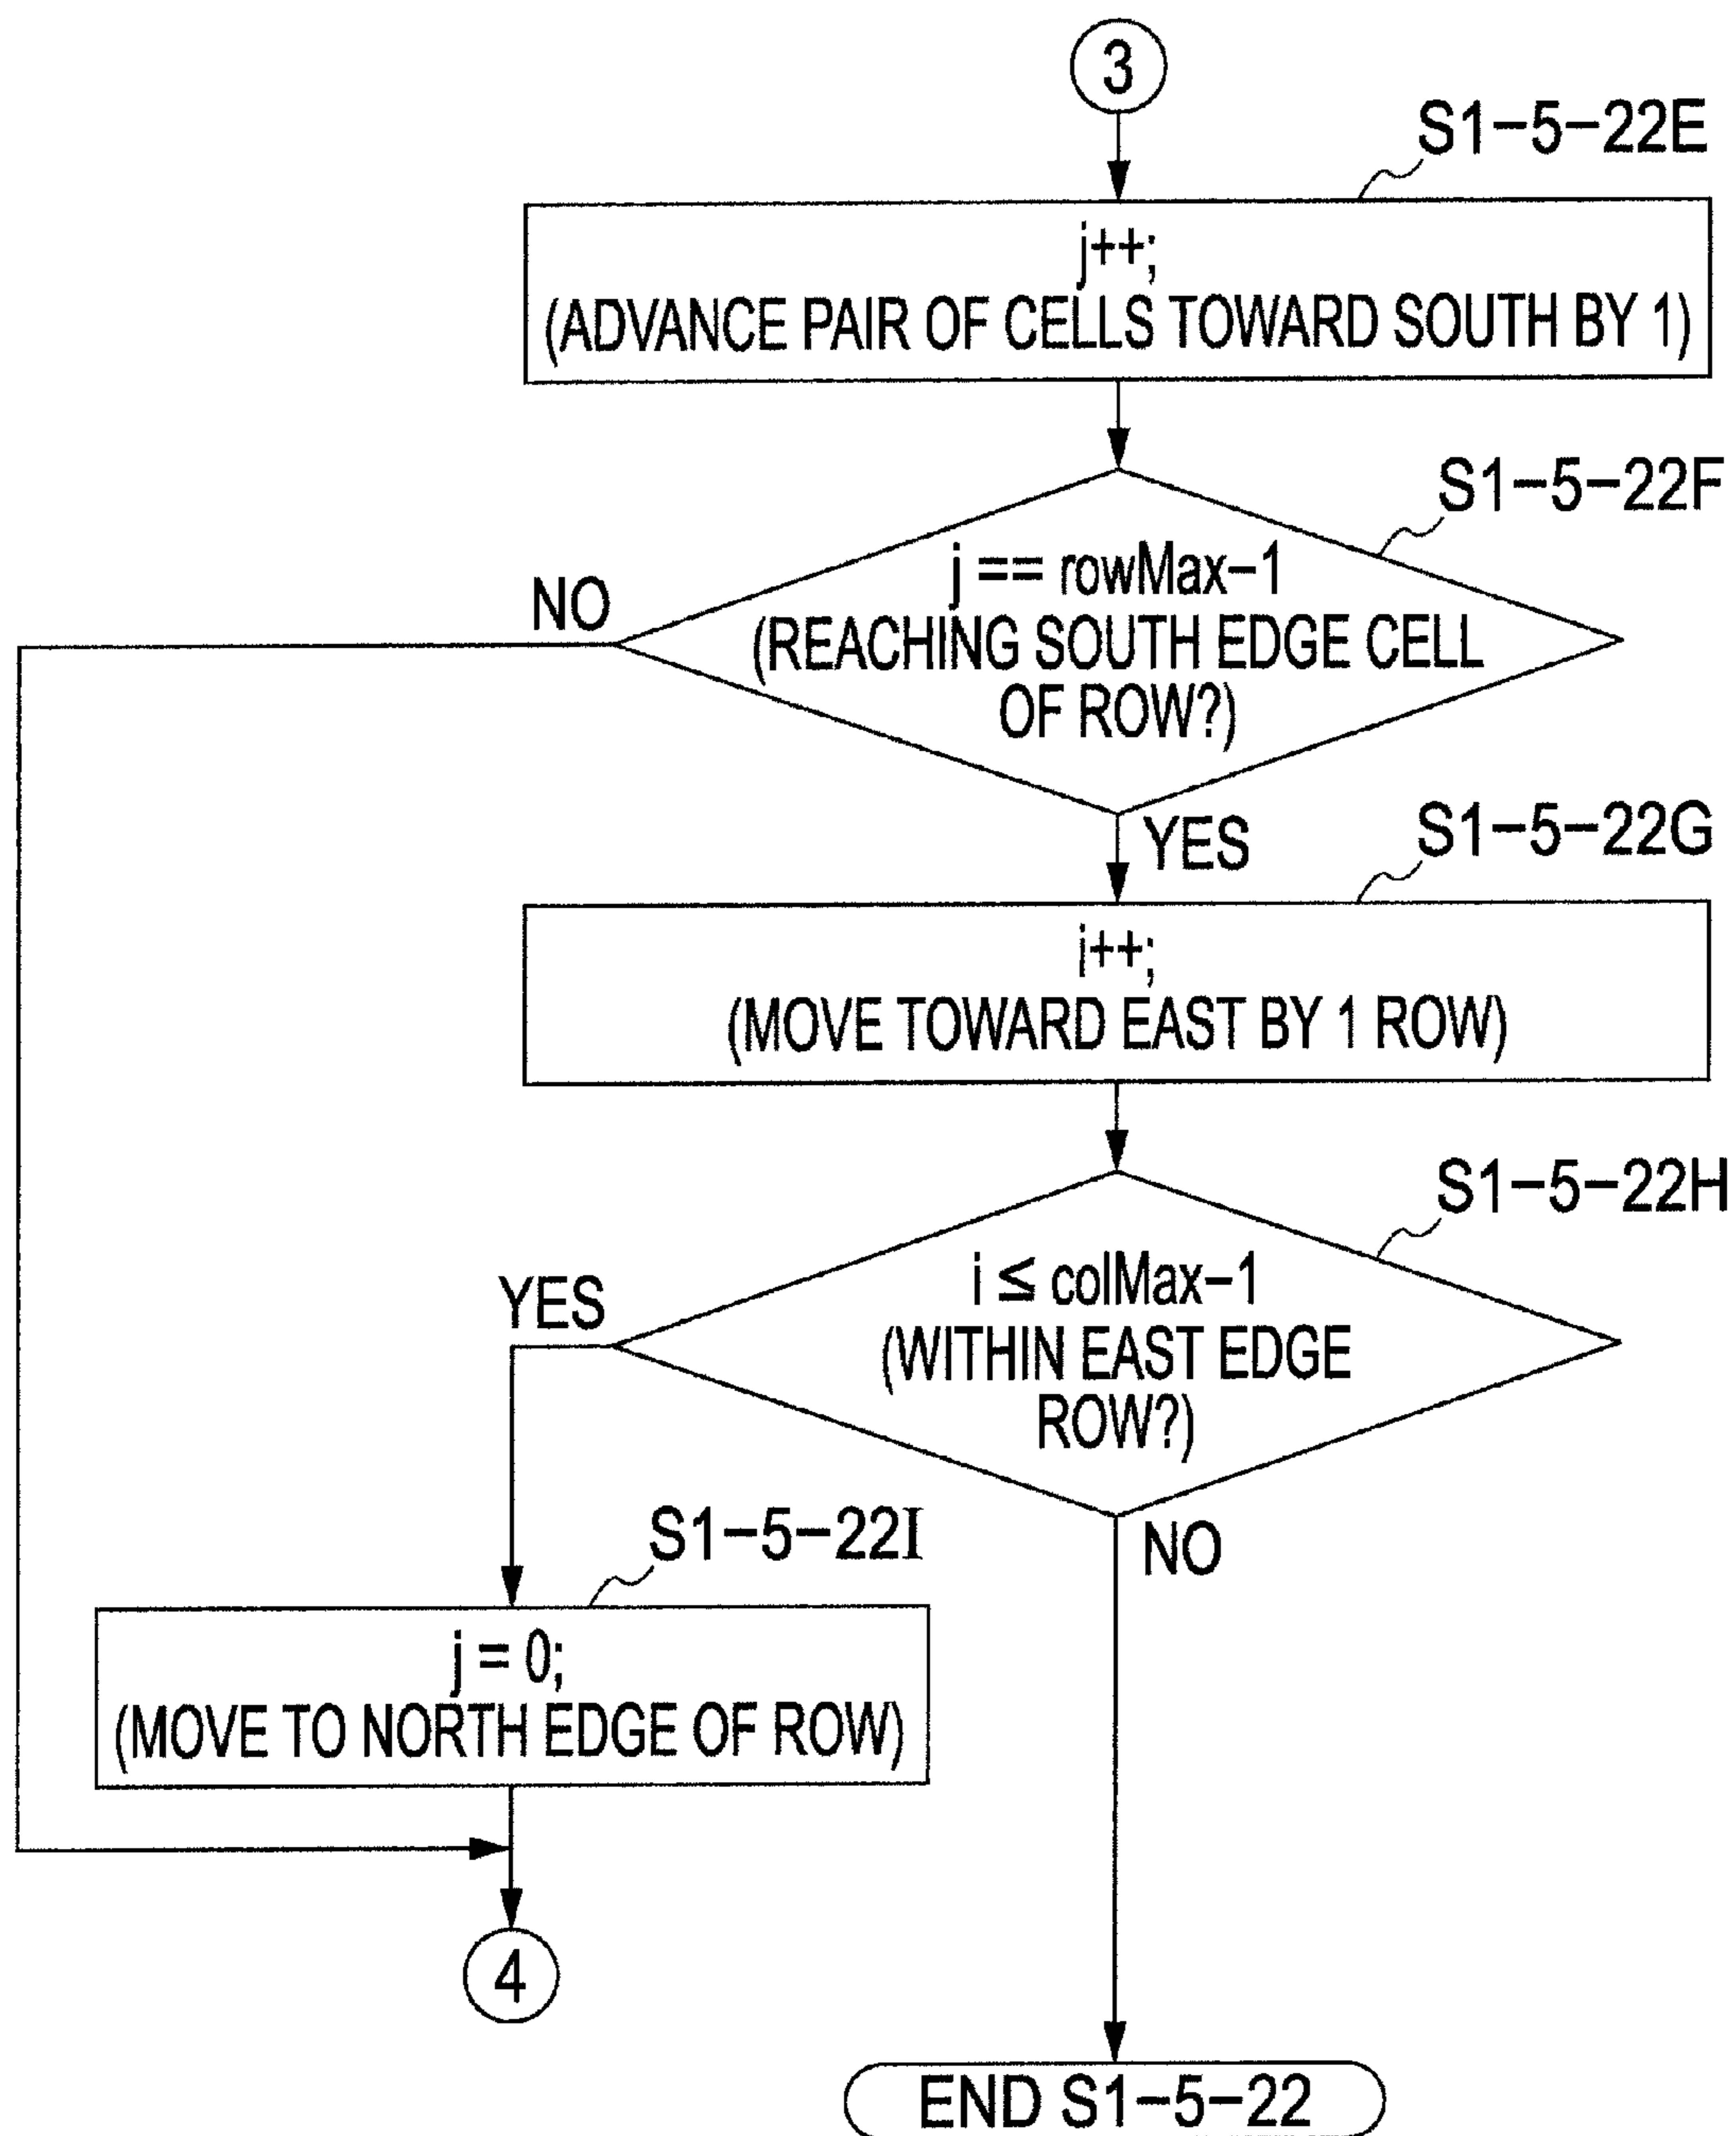 3
S1-5-22E
j++;
(ADVANCE PAIR OF CELLS TOWARD SOUTH BY 1)
S1-5-22F
j == rowMax-1
(REACHING SOUTH EDGE CELL
OF ROW?)
NO
YES
S1-5-22G
i++;
(MOVE TOWARD EAST BY 1 ROW)
S1-5-22H
i ≤ colMax-1
(WITHIN EAST EDGE
ROW?)
YES
NO
S1-5-22I
j = 0;
(MOVE TO NORTH EDGE OF ROW)
4
END S1-5-22